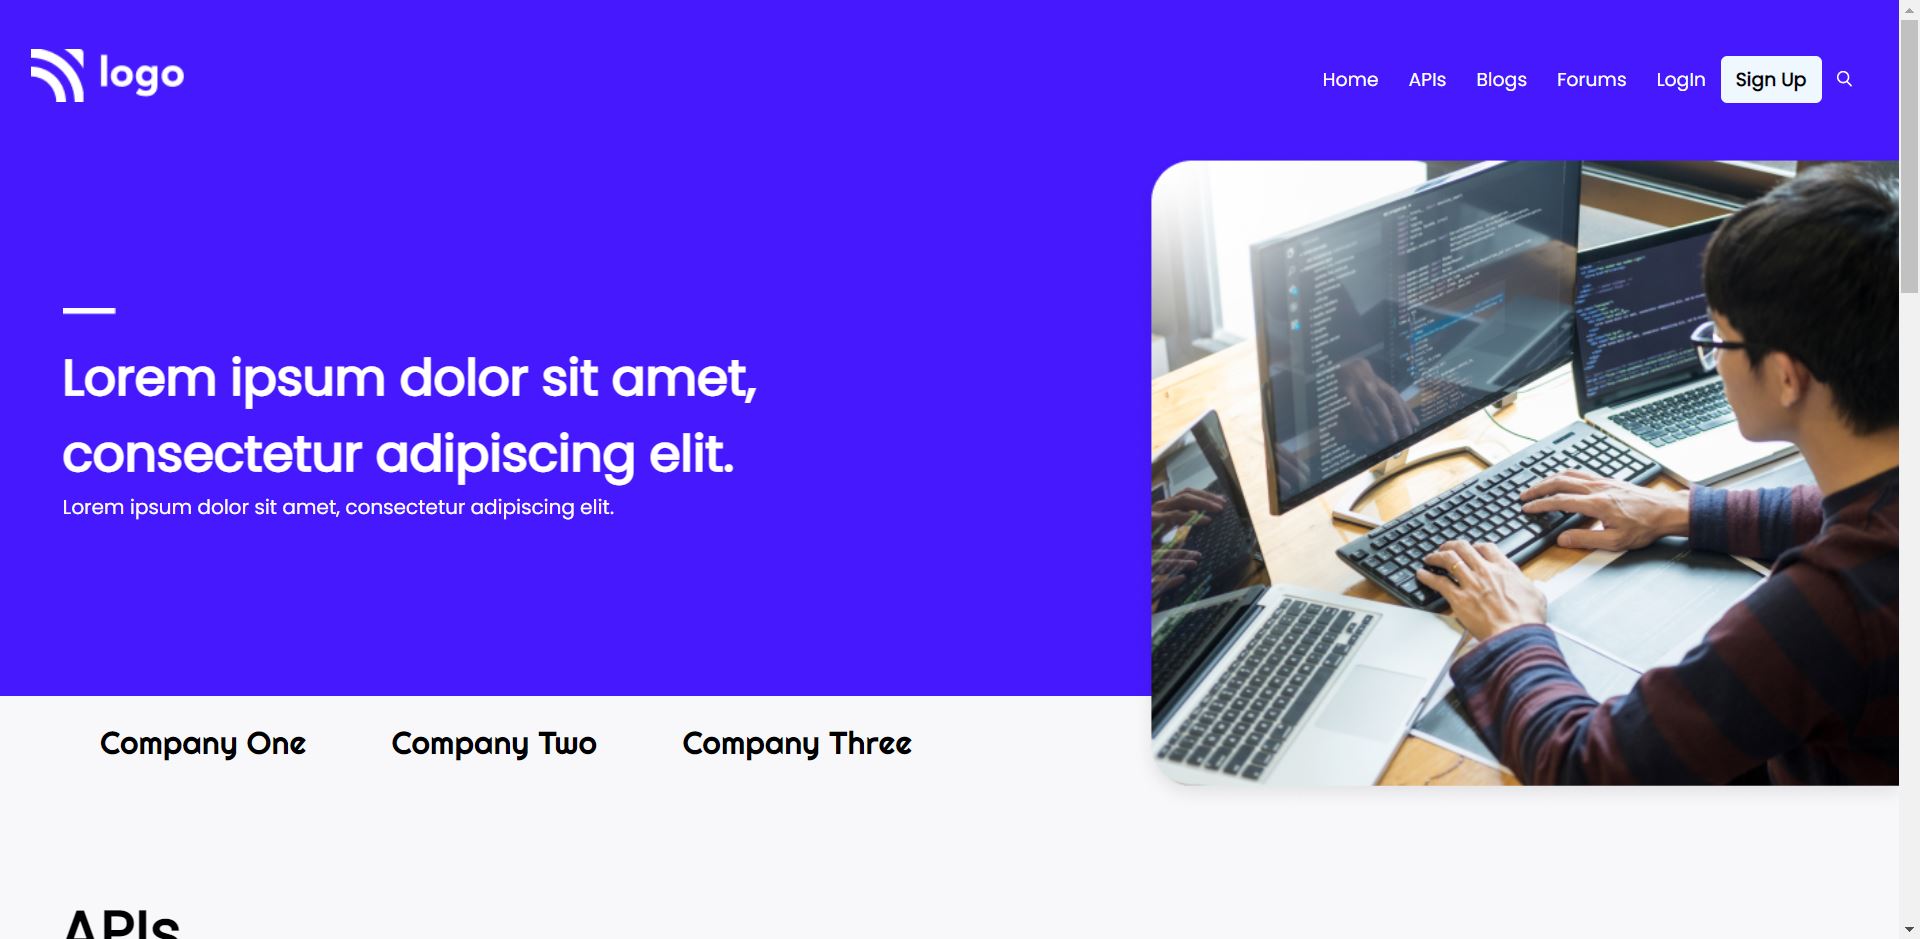 logo
Home APIs Blogs Forums LogIn Sign Up
Lorem ipsum dolor sit amet,
consectetur adipiscing elit.
Lorem ipsum dolor sit amet, consectetur adipiscing elit.
Company One Company Two Company Three
APIs